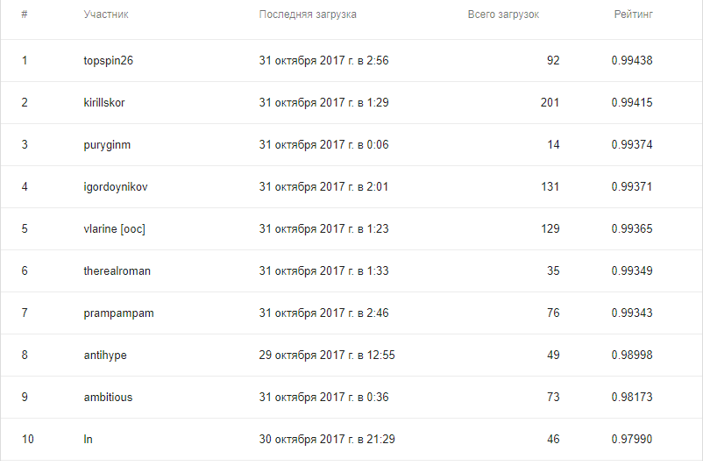 # Участник Последняя загрузка Всего загрузок Рейтинг
1 topspin26 31 октября 2017 г. в 2:56 92 0.99438
2 kirillskor 31 октября 2017 г. в 1:29 201 0.99415
3 puryginm 31 октября 2017 г. в 0:06 14 0.99374
4 igordoynikov 31 октября 2017 г. в 2:01 131 0.99371
5 vlarine [ooc] 31 октября 2017 г. в 1:23 129 0.99365
6 therealroman 31 октября 2017 г. в 1:33 35 0.99349
7 prampampam 31 октября 2017 г. в 2:46 76 0.99343
8 antihype 29 октября 2017 г. в 12:55 49 0.98998
9 ambitious 31 октября 2017 г. в 0:36 73 0.98173
10 ln 30 октября 2017 г. в 21:29 46 0.97990